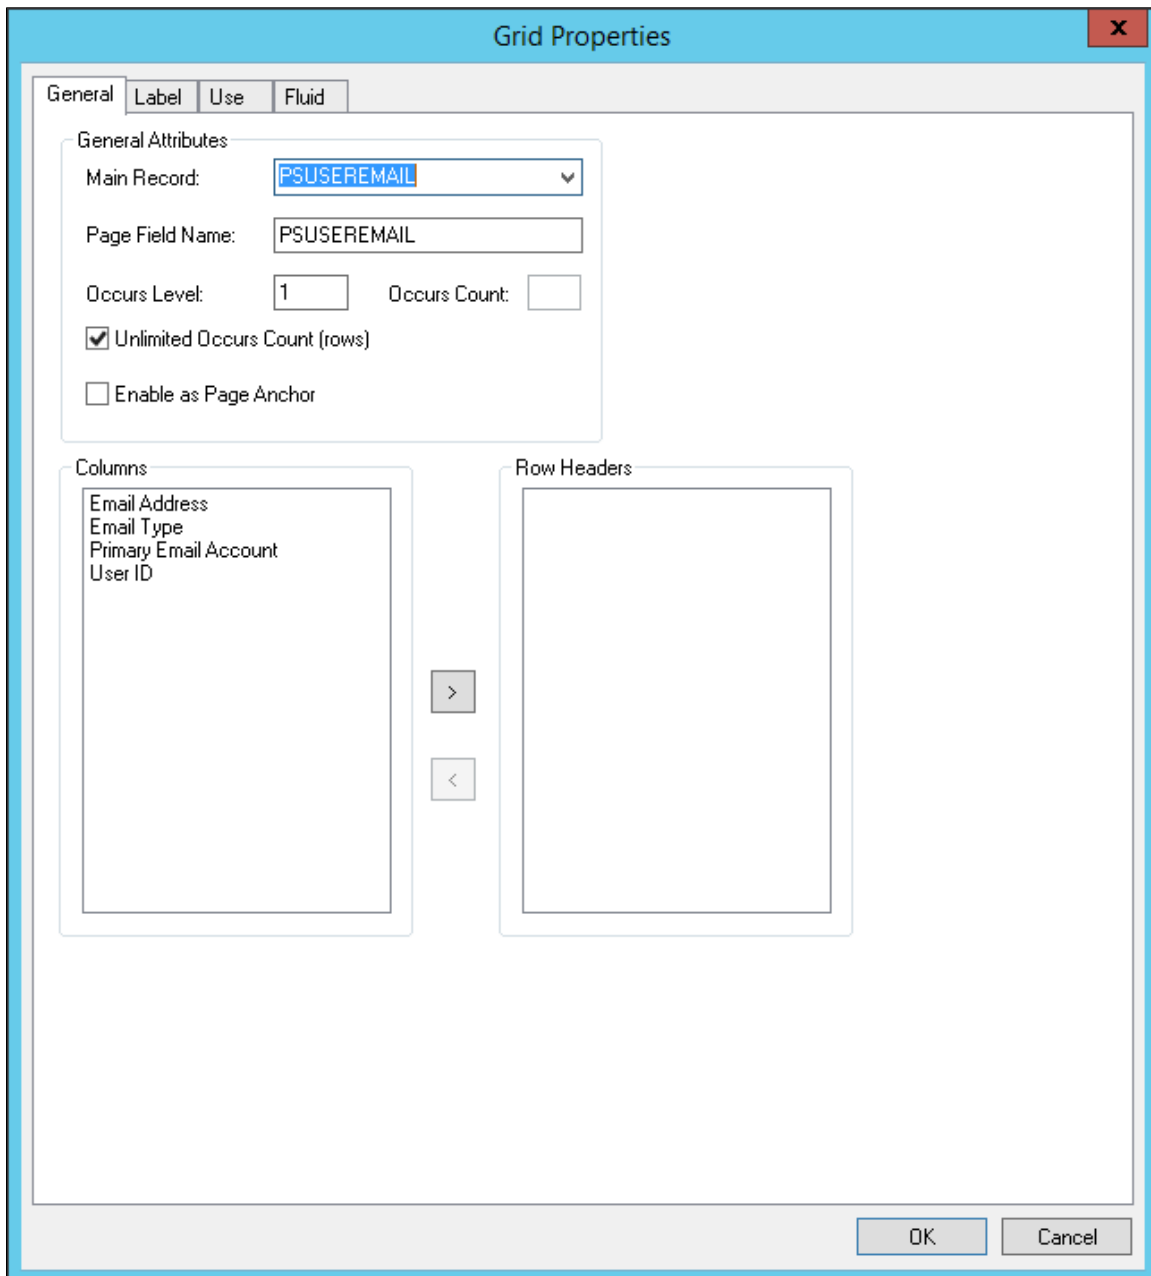 Grid Properties
x
General Label Use Fluid
General Attributes
Main Record: PSUSEREMAIL
Page Field Name: PSUSEREMAIL
Occurs Level: 1 Occurs Count:
Unlimited Occurs Count (rows)
Enable as Page Anchor
Columns Row Headers
Email Address
Email Type
Primary Email Account
User ID
>
<
OK Cancel